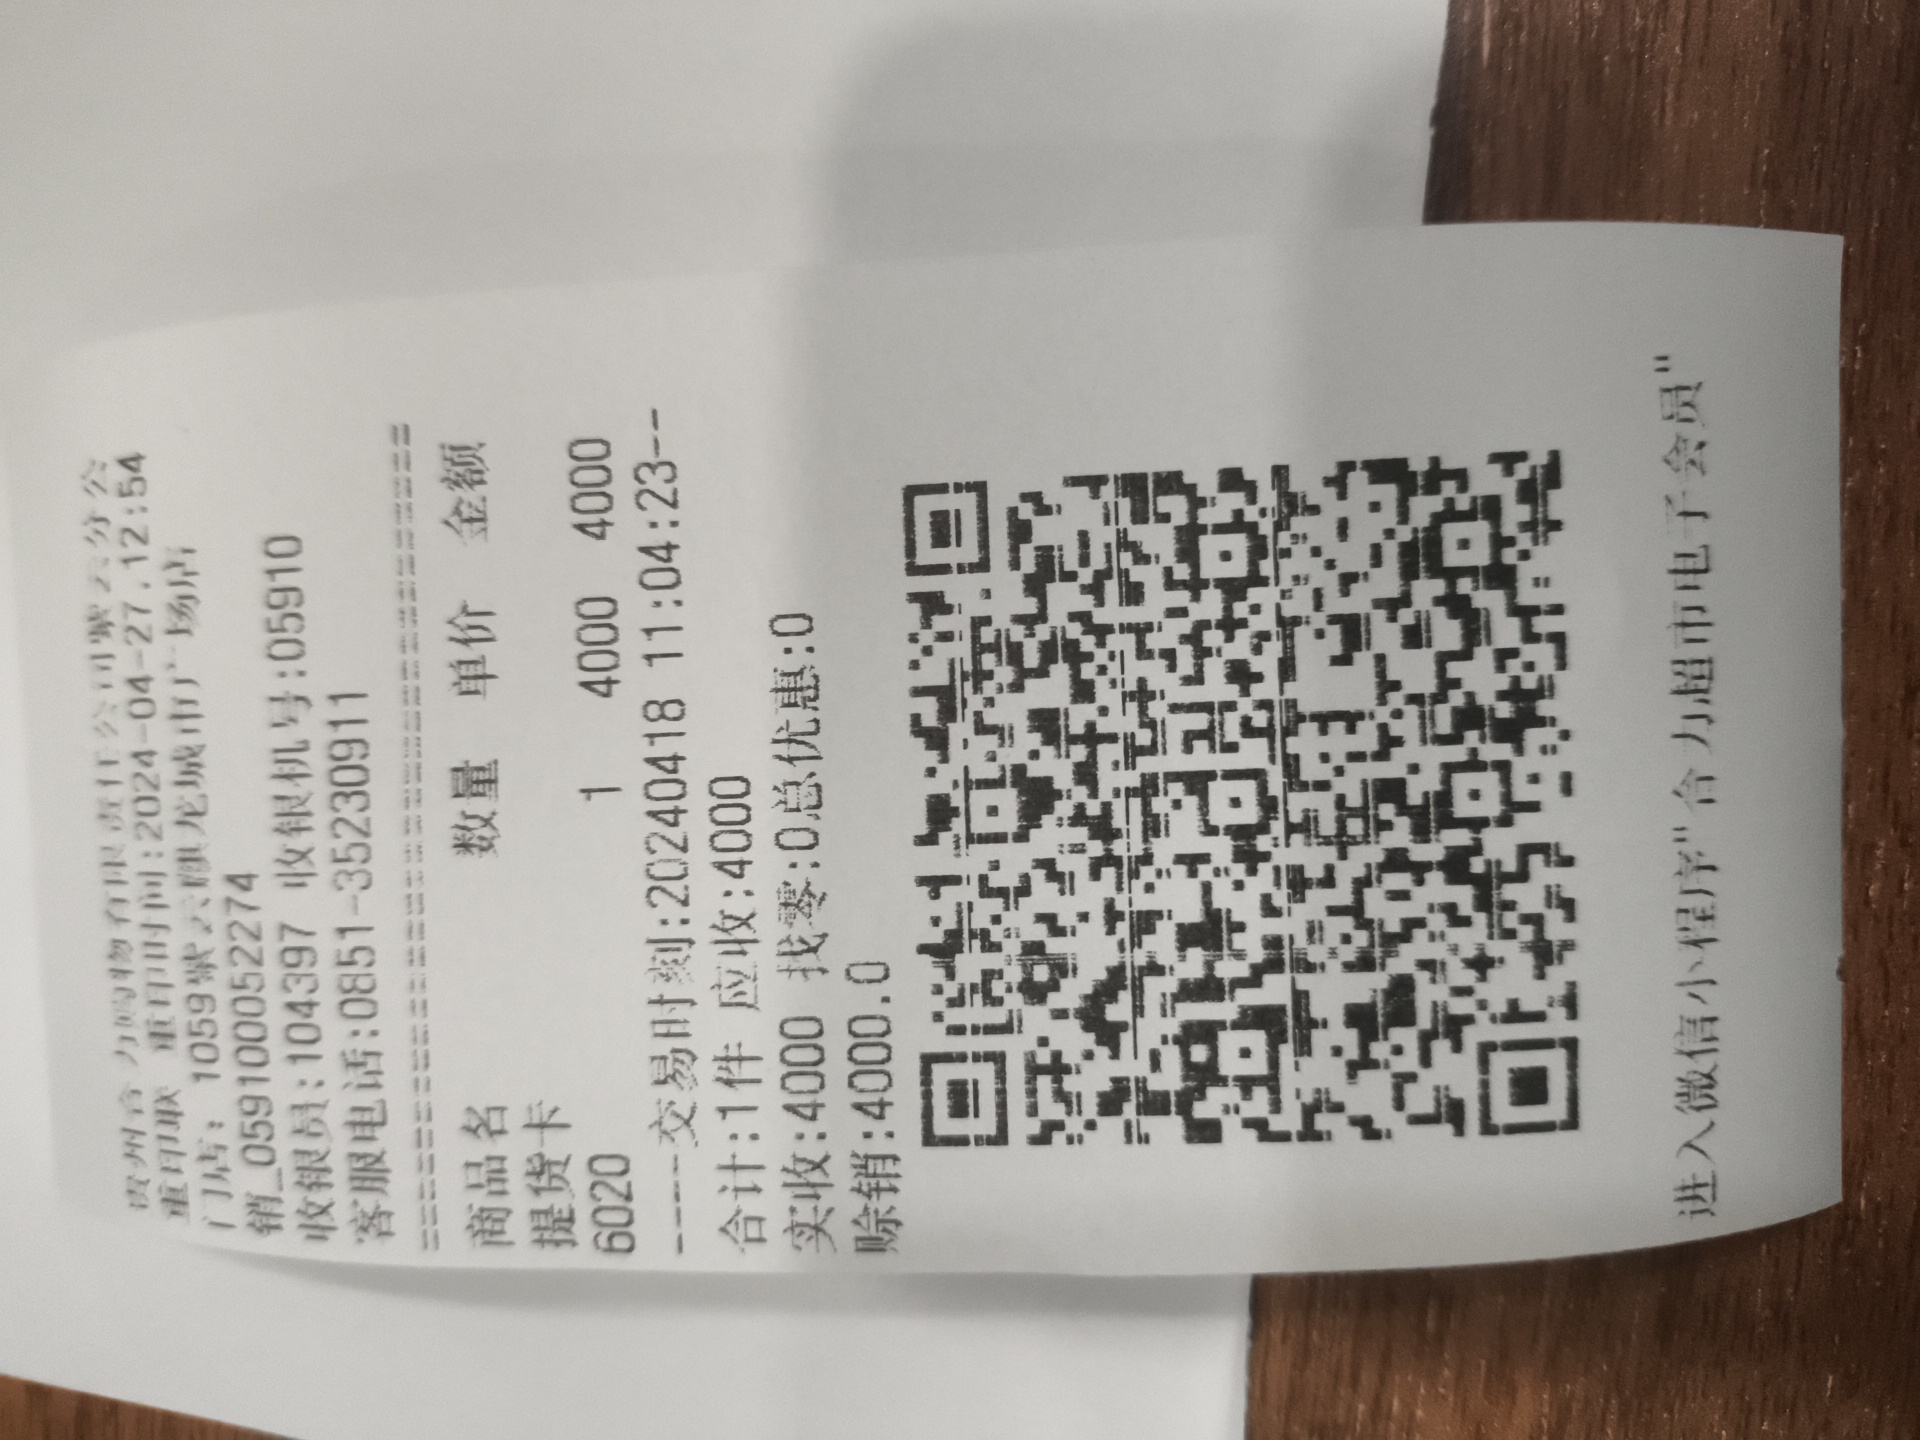 贵州合力购物有限责任公司紫云分公
重印联 重印时间:2024-04-27.12:54
门店: 1059紫云麒龙城市广场店
销_059100052274
收银员:104397 收银机号:05910
客服电话:0851-35230911
商品名 数量 单价 金额
提货卡
6020 1 4000 4000
-----交易时刻:20240418 11:04:23--
合计:1件 应收:4000
实收:4000 找零:0总优惠:0
赊销:4000.0
进入微信小程序"合力超市电子会员"